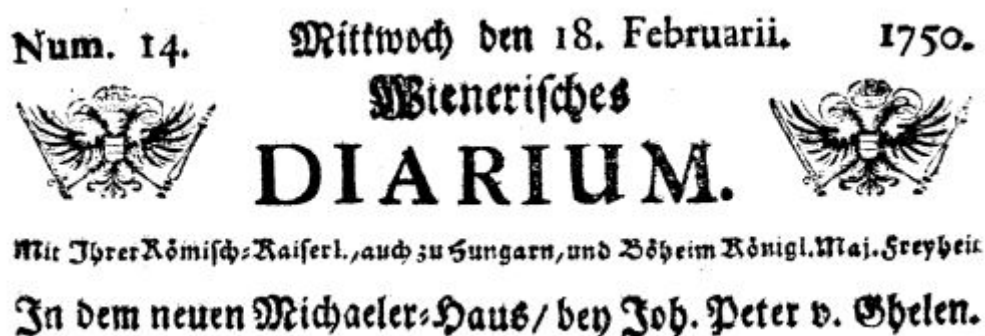 Num. 14. Mittwoch den 18. Februarii. 1750.
Wienerisches
DIARIUM.
Mit Ihrer Römisch-Kaiserl., auch zu Hungarn, und Böheim Königl. Maj. Freyheit
In dem neuen Michaeler-Haus/ bey Joh. Peter v. Ghelen.